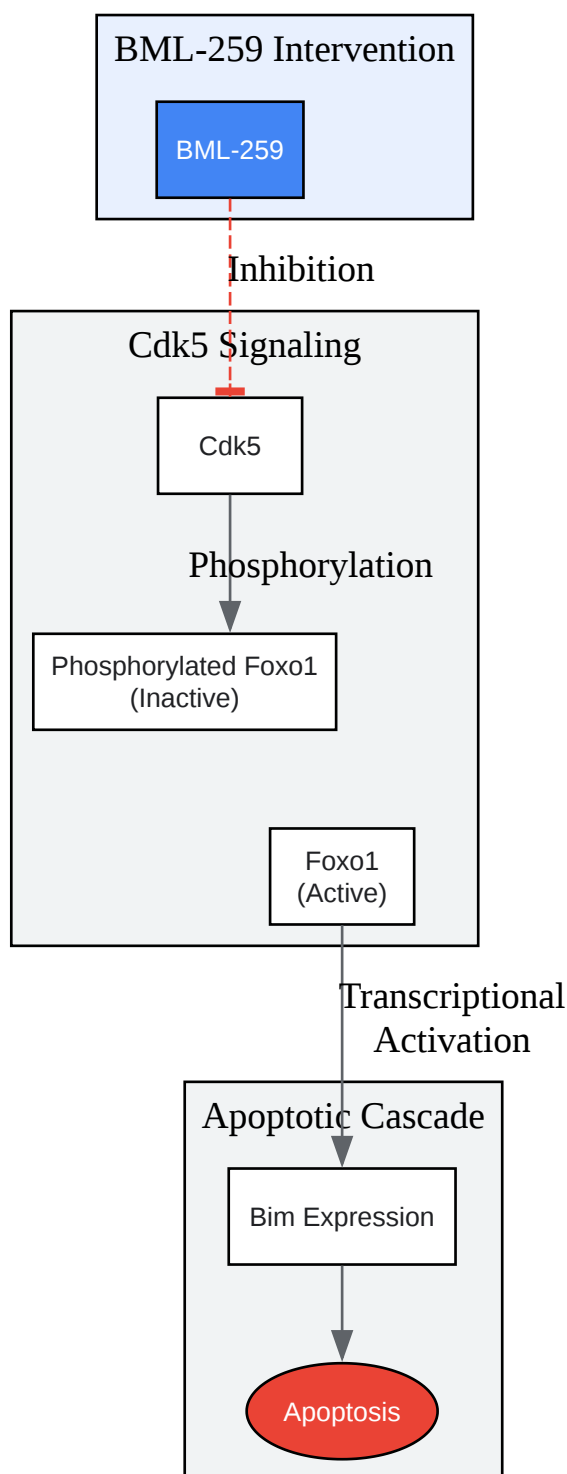 BML-259 Intervention
BML-259
Inhibition
Cdk5 Signaling
Cdk5
Phosphorylation
Phosphorylated Foxo1
(Inactive)
Foxo1
(Active)
Transcriptional
Activation
Apoptotic Cascade
Bim Expression
Apoptosis